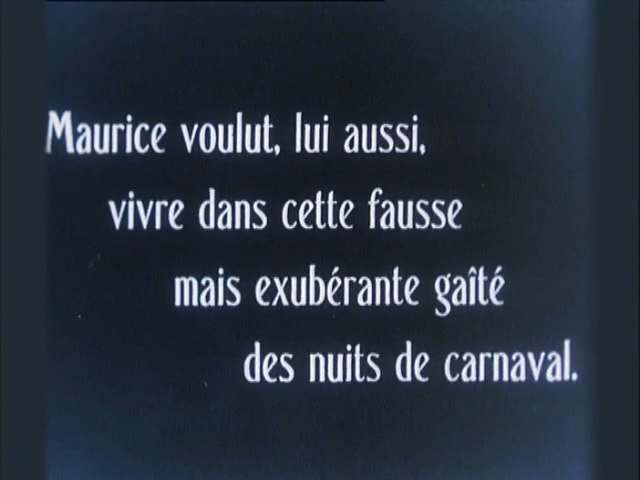 Maurice voulut, lui aussi,
vivre dans cette fausse
mais exubérante gaîté
des nuits de carnaval.